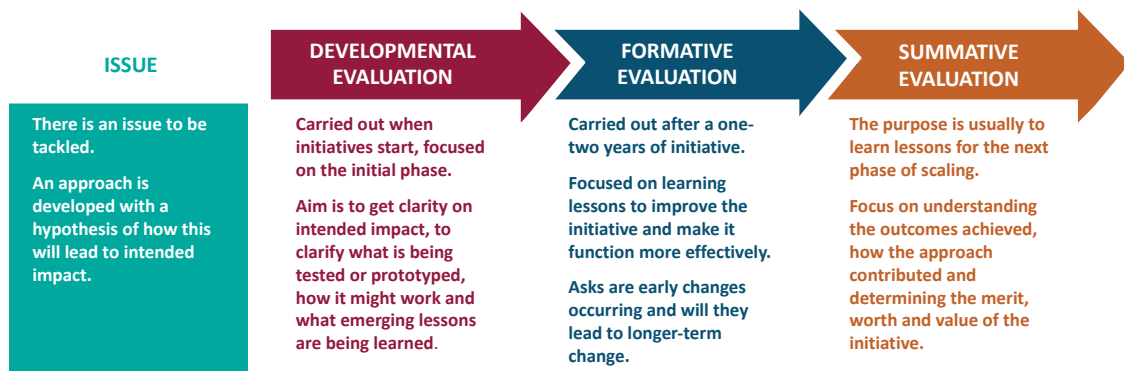 ISSUE
There is an issue to be
tackled.
An approach is
developed with a
hypothesis of how this
will lead to intended
impact.
DEVELOPMENTAL
EVALUATION
Carried out when
initiatives start, focused
on the initial phase.
Aim is to get clarity on
intended impact, to
clarify what is being
tested or prototyped,
how it might work and
what emerging lessons
are being learned.
FORMATIVE
EVALUATION
Carried out after a one-
two years of initiative.
Focused on learning
lessons to improve the
initiative and make it
function more effectively.
Asks are early changes
occurring and will they
lead to longer-term
change.
SUMMATIVE
EVALUATION
The purpose is usually to
learn lessons for the next
phase of scaling.
Focus on understanding
the outcomes achieved,
how the approach
contributed and
determining the merit,
worth and value of the
initiative.